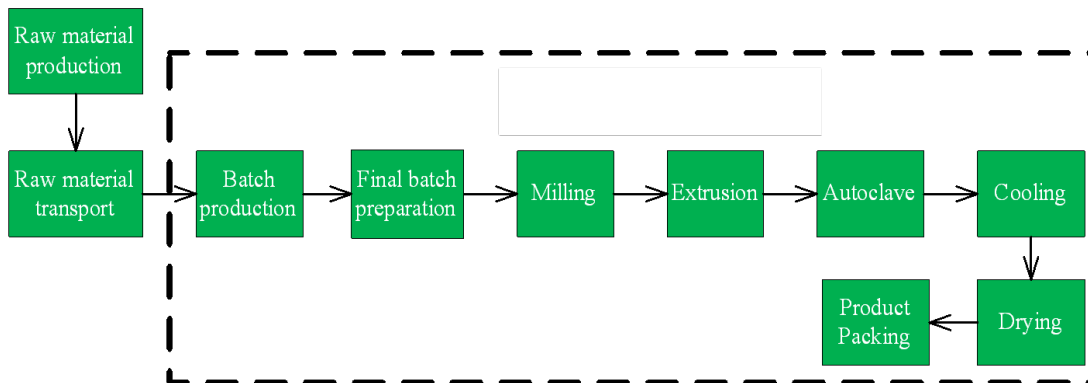 Raw material
production
Raw material
transport
Batch
production
Final batch
preparation
Milling
Extrusion
Autoclave
Cooling
Drying
Product
Packing